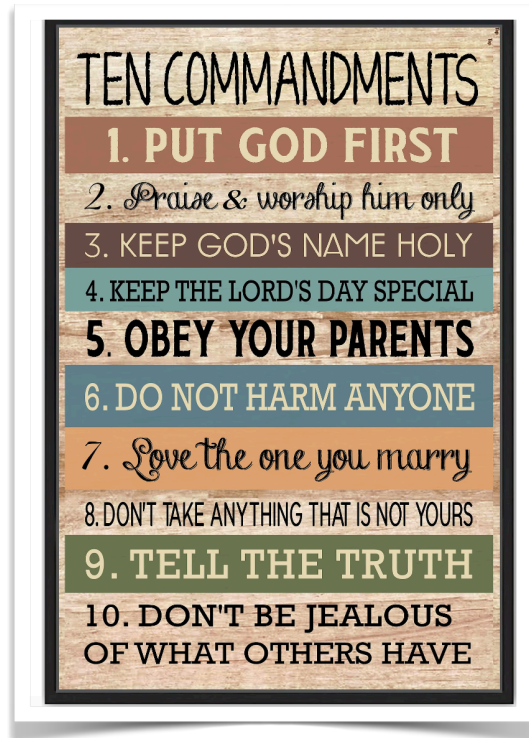 TEN COMMANDMENTS
1. PUT GOD FIRST
2. Praise & worship him only
3. KEEP GOD'S NAME HOLY
4. KEEP THE LORD'S DAY SPECIAL
5. OBEY YOUR PARENTS
6. DO NOT HARM ANYONE
7. Love the one you marry
8. DON'T TAKE ANYTHING THAT IS NOT YOURS
9. TELL THE TRUTH
10. DON'T BE JEALOUS
OF WHAT OTHERS HAVE